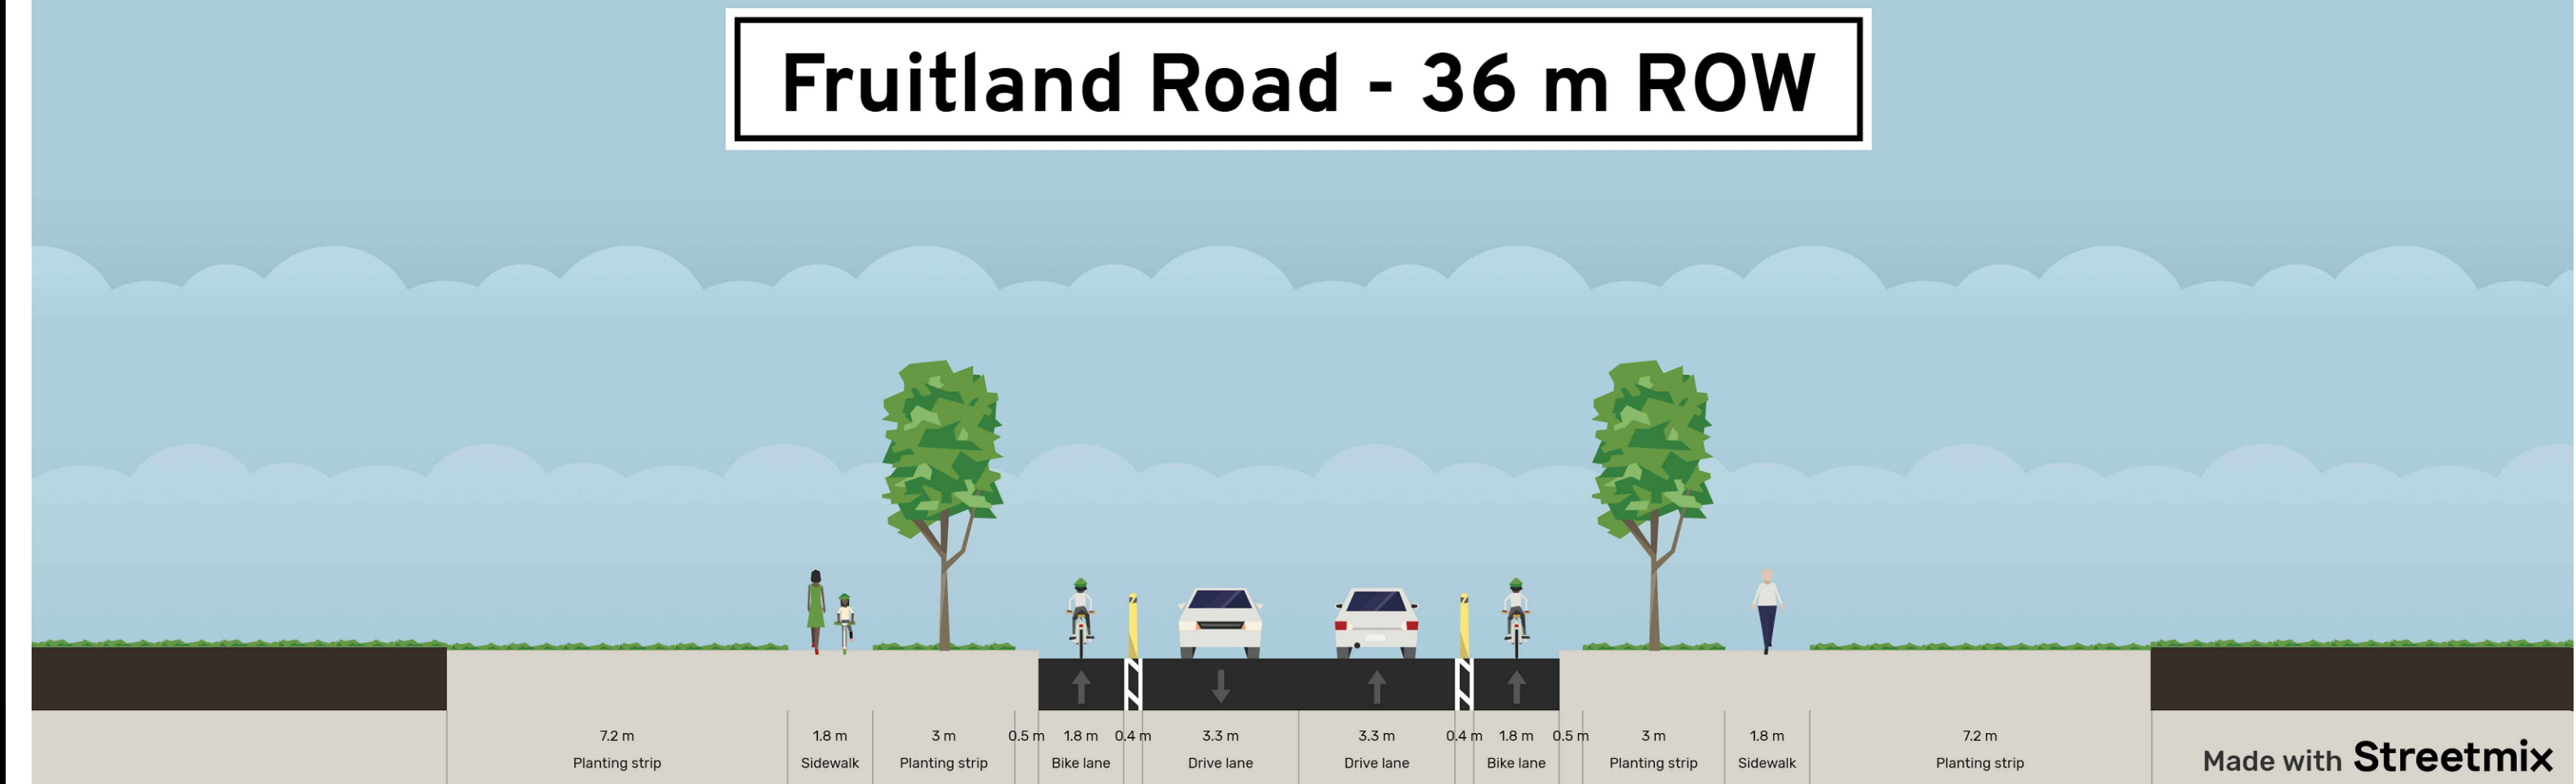 Fruitland Road - 36 m ROW
7.2 m 1.8 m 3 m 0.5 m 1.8 m 0.4 m 3.3 m 3.3 m 0.4 m 1.8 m 0.5 m 3 m 1.8 m 7.2 m
Planting strip Sidewalk Planting strip Bike lane Drive lane Drive lane Bike lane Planting strip Sidewalk Planting strip
Made with Streetmix